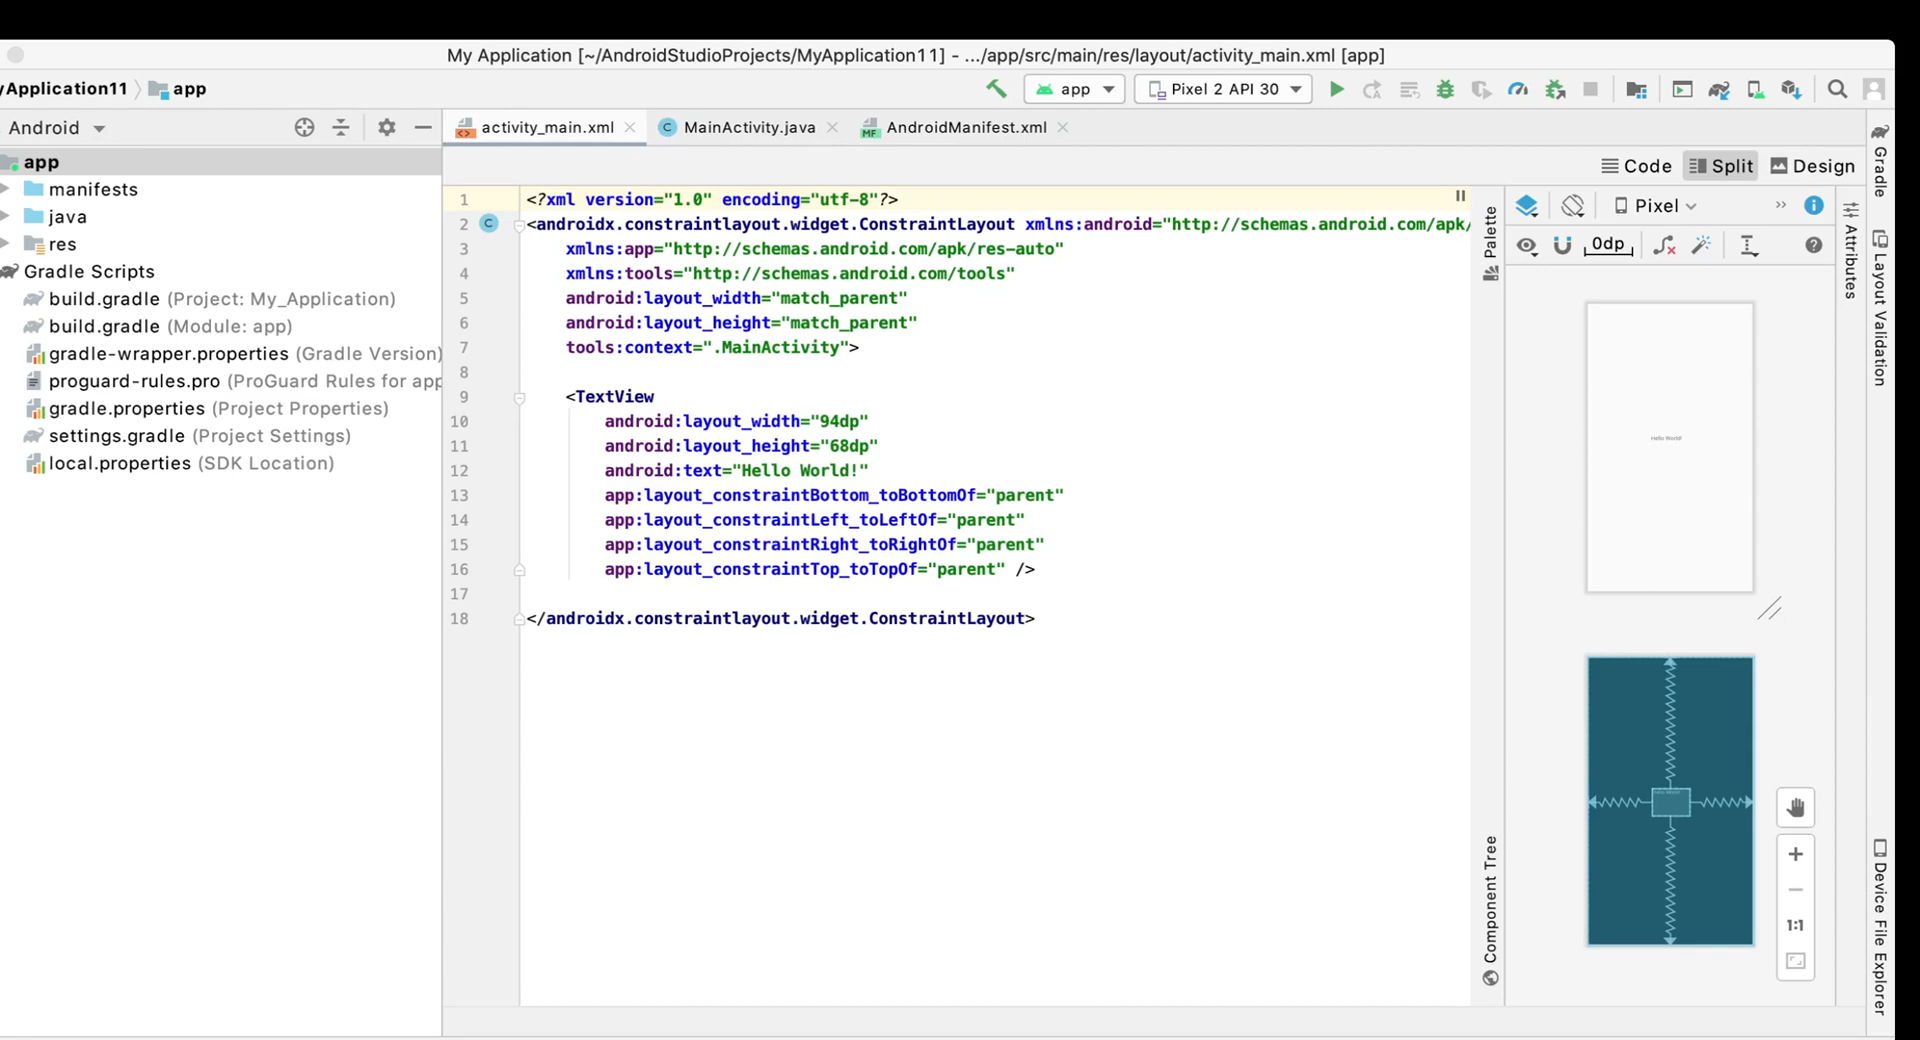 My Application [~/AndroidStudioProjects/MyApplication11] - .../app/src/main/res/layout/activity_main.xml [app]
yApplication11 app
app
Pixel 2 API 30
Android
activity_main.xml
MainActivity.java
AndroidManifest.xml
Code
Split
Design
app
manifests
java
res
Gradle Scripts
build.gradle (Project: My_Application)
build.gradle (Module: app)
gradle-wrapper.properties (Gradle Version)
proguard-rules.pro (ProGuard Rules for app
gradle.properties (Project Properties)
settings.gradle (Project Settings)
local.properties (SDK Location)
1 <?xml version="1.0" encoding="utf-8"?>
2 <androidx.constraintlayout.widget.ConstraintLayout xmlns:android="http://schemas.android.com/apk/
3 xmlns:app="http://schemas.android.com/apk/res-auto"
4 xmlns:tools="http://schemas.android.com/tools"
5 android:layout_width="match_parent"
6 android:layout_height="match_parent"
7 tools:context=".MainActivity">
8
9 <TextView
10 android:layout_width="94dp"
11 android:layout_height="68dp"
12 android:text="Hello World!"
13 app:layout_constraintBottom_toBottomOf="parent"
14 app:layout_constraintLeft_toLeftOf="parent"
15 app:layout_constraintRight_toRightOf="parent"
16 app:layout_constraintTop_toTopOf="parent" />
17
18 </androidx.constraintlayout.widget.ConstraintLayout>
Palette
Component Tree
Pixel
0dp
Hello World!
Hello World!
1:1
Attributes
Gradle
Layout Validation
Device File Explorer